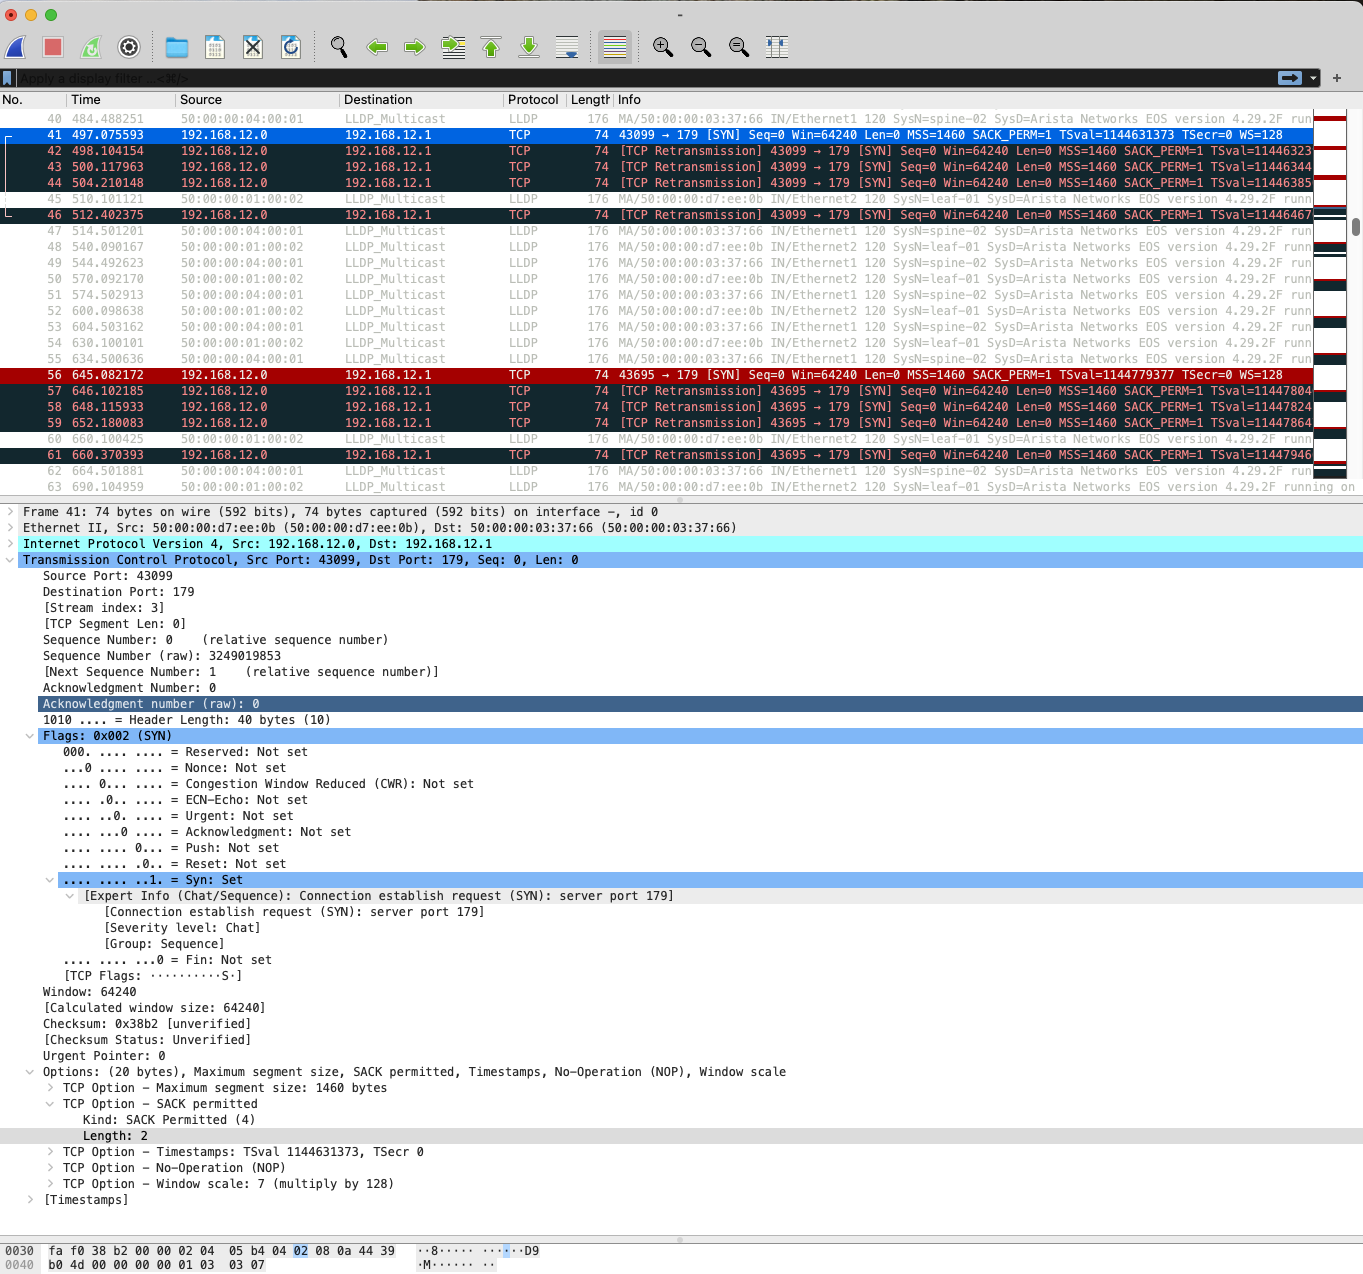 -
Apply a display filter ... <⌘/>
+
No. Time Source Destination Protocol Length Info
40 484.488251 50:00:00:04:00:01 LLDP_Multicast LLDP 176 MA/50:00:00:03:37:66 IN/Ethernet1 120 SysN=spine-02 SysD=Arista Networks EOS version 4.29.2F run
41 497.075593 192.168.12.0 192.168.12.1 TCP 74 43099 → 179 [SYN] Seq=0 Win=64240 Len=0 MSS=1460 SACK_PERM=1 TSval=1144631373 TSecr=0 WS=128
42 498.104154 192.168.12.0 192.168.12.1 TCP 74 [TCP Retransmission] 43099 → 179 [SYN] Seq=0 Win=64240 Len=0 MSS=1460 SACK_PERM=1 TSval=11446323
43 500.117963 192.168.12.0 192.168.12.1 TCP 74 [TCP Retransmission] 43099 → 179 [SYN] Seq=0 Win=64240 Len=0 MSS=1460 SACK_PERM=1 TSval=11446344
44 504.210148 192.168.12.0 192.168.12.1 TCP 74 [TCP Retransmission] 43099 → 179 [SYN] Seq=0 Win=64240 Len=0 MSS=1460 SACK_PERM=1 TSval=11446385
45 510.101121 50:00:00:01:00:02 LLDP_Multicast LLDP 176 MA/50:00:00:d7:ee:0b IN/Ethernet2 120 SysN=leaf-01 SysD=Arista Networks EOS version 4.29.2F runn
46 512.402375 192.168.12.0 192.168.12.1 TCP 74 [TCP Retransmission] 43099 → 179 [SYN] Seq=0 Win=64240 Len=0 MSS=1460 SACK_PERM=1 TSval=11446467
47 514.501201 50:00:00:04:00:01 LLDP_Multicast LLDP 176 MA/50:00:00:03:37:66 IN/Ethernet1 120 SysN=spine-02 SysD=Arista Networks EOS version 4.29.2F run
48 540.090167 50:00:00:01:00:02 LLDP_Multicast LLDP 176 MA/50:00:00:d7:ee:0b IN/Ethernet2 120 SysN=leaf-01 SysD=Arista Networks EOS version 4.29.2F runn
49 544.492623 50:00:00:04:00:01 LLDP_Multicast LLDP 176 MA/50:00:00:03:37:66 IN/Ethernet1 120 SysN=spine-02 SysD=Arista Networks EOS version 4.29.2F run
50 570.092170 50:00:00:01:00:02 LLDP_Multicast LLDP 176 MA/50:00:00:d7:ee:0b IN/Ethernet2 120 SysN=leaf-01 SysD=Arista Networks EOS version 4.29.2F runn
51 574.502913 50:00:00:04:00:01 LLDP_Multicast LLDP 176 MA/50:00:00:03:37:66 IN/Ethernet1 120 SysN=spine-02 SysD=Arista Networks EOS version 4.29.2F run
52 600.098638 50:00:00:01:00:02 LLDP_Multicast LLDP 176 MA/50:00:00:d7:ee:0b IN/Ethernet2 120 SysN=leaf-01 SysD=Arista Networks EOS version 4.29.2F runn
53 604.503162 50:00:00:04:00:01 LLDP_Multicast LLDP 176 MA/50:00:00:03:37:66 IN/Ethernet1 120 SysN=spine-02 SysD=Arista Networks EOS version 4.29.2F run
54 630.100101 50:00:00:01:00:02 LLDP_Multicast LLDP 176 MA/50:00:00:d7:ee:0b IN/Ethernet2 120 SysN=leaf-01 SysD=Arista Networks EOS version 4.29.2F runn
55 634.500636 50:00:00:04:00:01 LLDP_Multicast LLDP 176 MA/50:00:00:03:37:66 IN/Ethernet1 120 SysN=spine-02 SysD=Arista Networks EOS version 4.29.2F run
56 645.082172 192.168.12.0 192.168.12.1 TCP 74 43695 → 179 [SYN] Seq=0 Win=64240 Len=0 MSS=1460 SACK_PERM=1 TSval=1144779377 TSecr=0 WS=128
57 646.102185 192.168.12.0 192.168.12.1 TCP 74 [TCP Retransmission] 43695 → 179 [SYN] Seq=0 Win=64240 Len=0 MSS=1460 SACK_PERM=1 TSval=11447804
58 648.115933 192.168.12.0 192.168.12.1 TCP 74 [TCP Retransmission] 43695 → 179 [SYN] Seq=0 Win=64240 Len=0 MSS=1460 SACK_PERM=1 TSval=11447824
59 652.180083 192.168.12.0 192.168.12.1 TCP 74 [TCP Retransmission] 43695 → 179 [SYN] Seq=0 Win=64240 Len=0 MSS=1460 SACK_PERM=1 TSval=11447864
60 660.100425 50:00:00:01:00:02 LLDP_Multicast LLDP 176 MA/50:00:00:d7:ee:0b IN/Ethernet2 120 SysN=leaf-01 SysD=Arista Networks EOS version 4.29.2F runn
61 660.370393 192.168.12.0 192.168.12.1 TCP 74 [TCP Retransmission] 43695 → 179 [SYN] Seq=0 Win=64240 Len=0 MSS=1460 SACK_PERM=1 TSval=11447946
62 664.501881 50:00:00:04:00:01 LLDP_Multicast LLDP 176 MA/50:00:00:03:37:66 IN/Ethernet1 120 SysN=spine-02 SysD=Arista Networks EOS version 4.29.2F run
63 690.104959 50:00:00:01:00:02 LLDP_Multicast LLDP 176 MA/50:00:00:d7:ee:0b IN/Ethernet2 120 SysN=leaf-01 SysD=Arista Networks EOS version 4.29.2F running on
Frame 41: 74 bytes on wire (592 bits), 74 bytes captured (592 bits) on interface -, id 0
Ethernet II, Src: 50:00:00:d7:ee:0b (50:00:00:d7:ee:0b), Dst: 50:00:00:03:37:66 (50:00:00:03:37:66)
Internet Protocol Version 4, Src: 192.168.12.0, Dst: 192.168.12.1
Transmission Control Protocol, Src Port: 43099, Dst Port: 179, Seq: 0, Len: 0
Source Port: 43099
Destination Port: 179
[Stream index: 3]
[TCP Segment Len: 0]
Sequence Number: 0 (relative sequence number)
Sequence Number (raw): 3249019853
[Next Sequence Number: 1 (relative sequence number)]
Acknowledgment Number: 0
Acknowledgment number (raw): 0
1010 .... = Header Length: 40 bytes (10)
Flags: 0x002 (SYN)
000. .... .... = Reserved: Not set
...0 .... .... = Nonce: Not set
.... 0... .... = Congestion Window Reduced (CWR): Not set
.... .0.. .... = ECN-Echo: Not set
.... ..0. .... = Urgent: Not set
.... ...0 .... = Acknowledgment: Not set
.... .... 0... = Push: Not set
.... .... .0.. = Reset: Not set
.... .... ..1. = Syn: Set
[Expert Info (Chat/Sequence): Connection establish request (SYN): server port 179]
[Connection establish request (SYN): server port 179]
[Severity level: Chat]
[Group: Sequence]
.... .... ...0 = Fin: Not set
[TCP Flags: ··········S·]
Window: 64240
[Calculated window size: 64240]
Checksum: 0x38b2 [unverified]
[Checksum Status: Unverified]
Urgent Pointer: 0
Options: (20 bytes), Maximum segment size, SACK permitted, Timestamps, No-Operation (NOP), Window scale
TCP Option - Maximum segment size: 1460 bytes
TCP Option - SACK permitted
Kind: SACK Permitted (4)
Length: 2
TCP Option - Timestamps: TSval 1144631373, TSecr 0
TCP Option - No-Operation (NOP)
TCP Option - Window scale: 7 (multiply by 128)
[Timestamps]
0030 fa f0 38 b2 00 00 02 04 05 b4 04 02 08 0a 44 39 ··8····· ······D9
0040 b0 4d 00 00 00 00 01 03 03 07 ·M······ ··